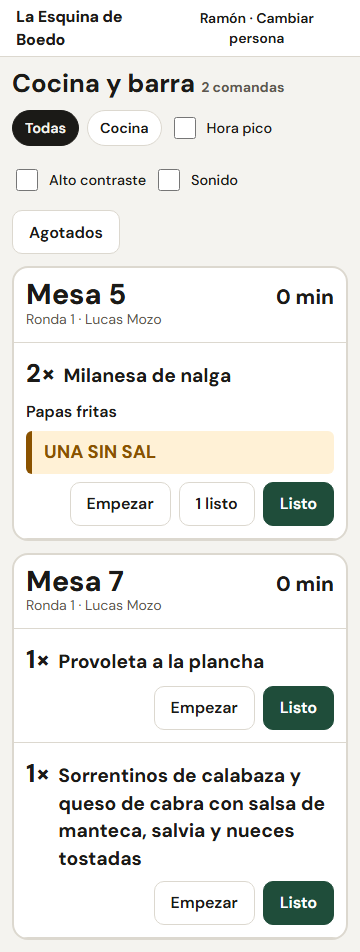 La Esquina de
Boedo
Ramón · Cambiar
persona
Cocina y barra 2 comandas
Todas Cocina Hora pico
Alto contraste Sonido
Agotados
Mesa 5 0 min
Ronda 1 · Lucas Mozo
2× Milanesa de nalga
Papas fritas
UNA SIN SAL
Empezar 1 listo Listo
Mesa 7 0 min
Ronda 1 · Lucas Mozo
1× Provoleta a la plancha
Empezar Listo
1× Sorrentinos de calabaza y
queso de cabra con salsa de
manteca, salvia y nueces
tostadas
Empezar Listo